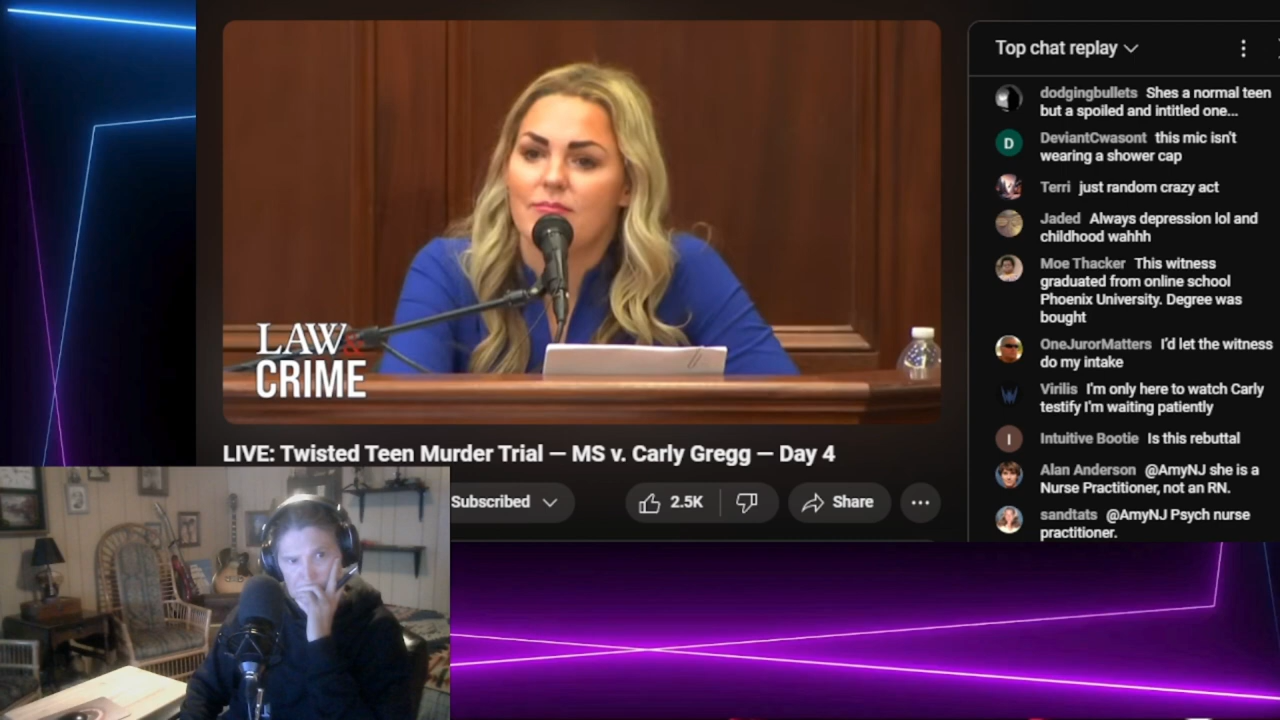 LAW&
CRIME
LIVE: Twisted Teen Murder Trial — MS v. Carly Gregg — Day 4
Subscribed
2.5K
Share
Top chat replay
dodgingbullets Shes a normal teen
but a spoiled and intitled one...
D
DeviantCwasont this mic isn't
wearing a shower cap
Terri just random crazy act
Jaded Always depression lol and
childhood wahhh
Moe Thacker This witness
graduated from online school
Phoenix University. Degree was
bought
OneJurorMatters I'd let the witness
do my intake
Virilis I'm only here to watch Carly
testify I'm waiting patiently
I
Intuitive Bootie Is this rebuttal
Alan Anderson @AmyNJ she is a
Nurse Practitioner, not an RN.
sandtats @AmyNJ Psych nurse
practitioner.